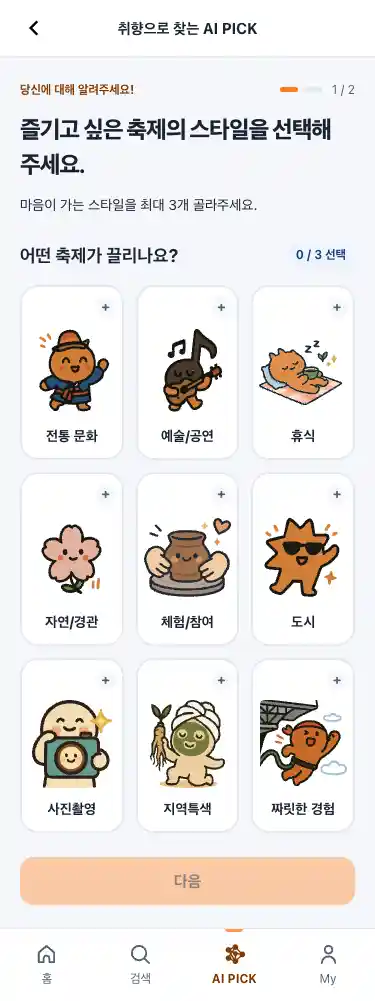 취향으로 찾는 AI PICK
당신에 대해 알려주세요!
1 / 2
즐기고 싶은 축제의 스타일을 선택해
주세요.
마음이 가는 스타일을 최대 3개 골라주세요.
어떤 축제가 끌리나요?
0 / 3 선택
+ + +
전통 문화 예술/공연 휴식
+ + +
자연/경관 체험/참여 도시
+ + +
사진촬영 지역특색 짜릿한 경험
다음
홈 검색 AI PICK My